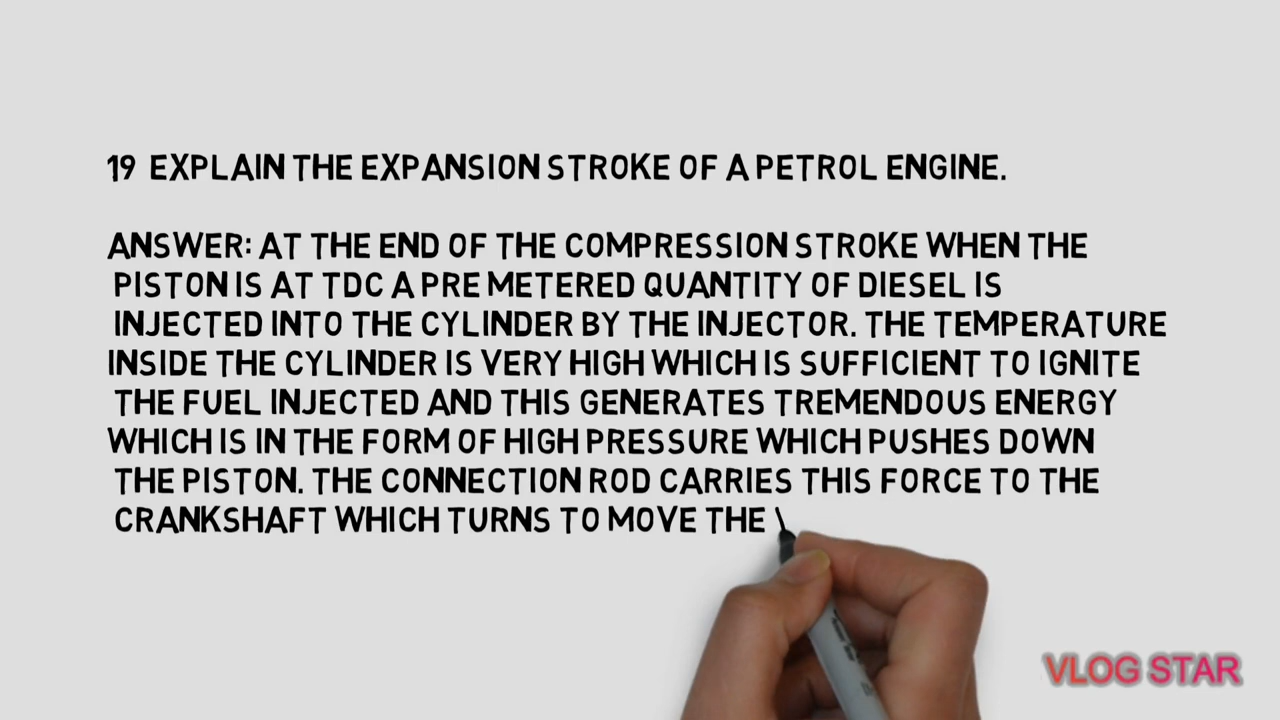 19 EXPLAIN THE EXPANSION STROKE OF A PETROL ENGINE.
ANSWER: AT THE END OF THE COMPRESSION STROKE WHEN THE
PISTON IS AT TDC A PRE METERED QUANTITY OF DIESEL IS
INJECTED INTO THE CYLINDER BY THE INJECTOR. THE TEMPERATURE
INSIDE THE CYLINDER IS VERY HIGH WHICH IS SUFFICIENT TO IGNITE
THE FUEL INJECTED AND THIS GENERATES TREMENDOUS ENERGY
WHICH IS IN THE FORM OF HIGH PRESSURE WHICH PUSHES DOWN
THE PISTON. THE CONNECTION ROD CARRIES THIS FORCE TO THE
CRANKSHAFT WHICH TURNS TO MOVE THE
VLOG STAR